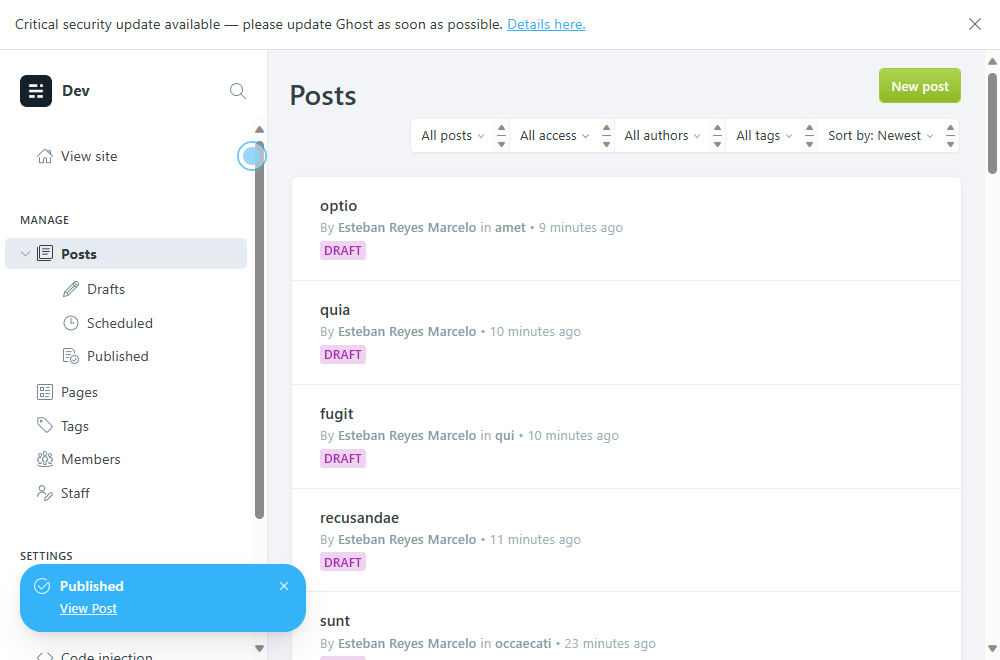 Critical security update available — please update Ghost as soon as possible. Details here.
Dev
View site
MANAGE
Posts
Drafts
Scheduled
Published
Pages
Tags
Members
Staff
SETTINGS
Code injection
Published
View Post
Posts
New post
All posts
All access
All authors
All tags
Sort by: Newest
optio
By Esteban Reyes Marcelo in amet • 9 minutes ago
DRAFT
quia
By Esteban Reyes Marcelo • 10 minutes ago
DRAFT
fugit
By Esteban Reyes Marcelo in qui • 10 minutes ago
DRAFT
recusandae
By Esteban Reyes Marcelo • 11 minutes ago
DRAFT
sunt
By Esteban Reyes Marcelo in occaecati • 23 minutes ago